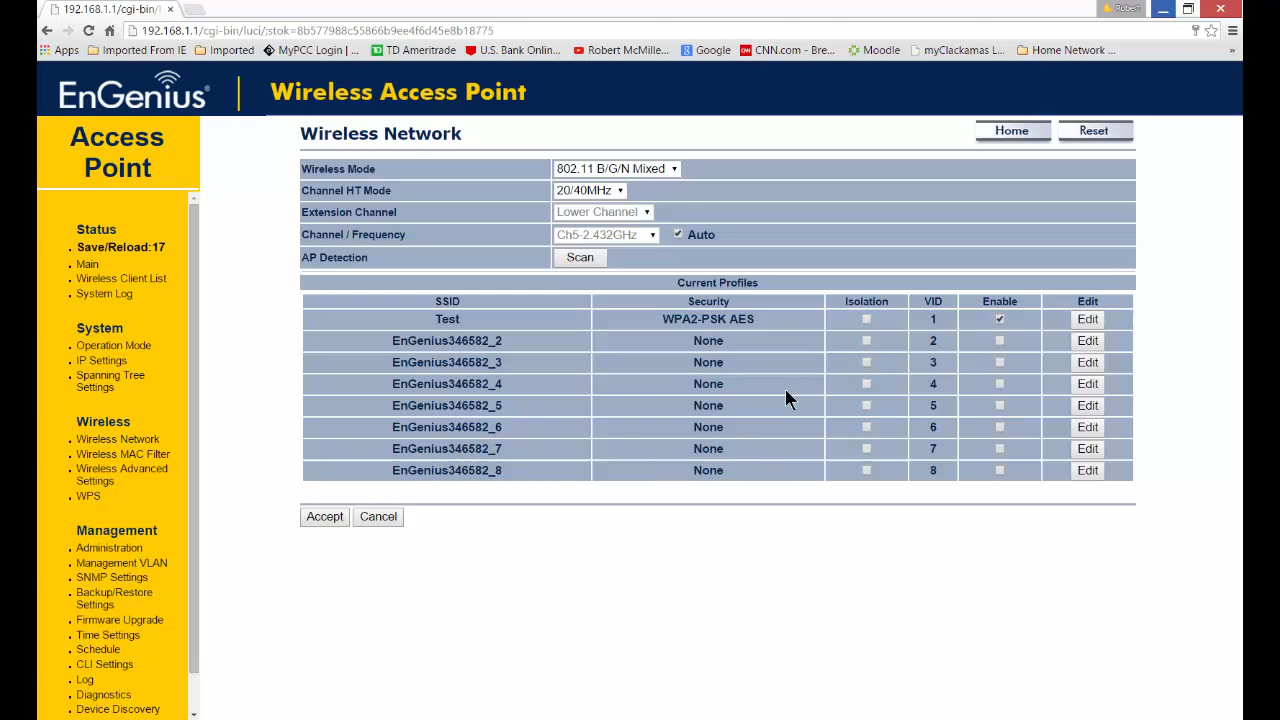 192.168.1.1/cgi-bin/l
Robert
192.168.1.1/cgi-bin/luci/;stok=8b577988c55866b9ee4f6d45e8b18775
Apps Imported From IE Imported MyPCC Login | ... TD Ameritrade U.S. Bank Onlin... Robert McMille... Google CNN.com - Bre... Moodle myClackamas L... Home Network ... »
EnGenius® Wireless Access Point
Access
Point
Wireless Network Home Reset
Wireless Mode 802.11 B/G/N Mixed
Channel HT Mode 20/40MHz
Extension Channel Lower Channel
Channel / Frequency Ch5-2.432GHz Auto
AP Detection Scan
Current Profiles
SSID Security Isolation VID Enable Edit
Test WPA2-PSK AES 1 Edit
EnGenius346582_2 None 2 Edit
EnGenius346582_3 None 3 Edit
EnGenius346582_4 None 4 Edit
EnGenius346582_5 None 5 Edit
EnGenius346582_6 None 6 Edit
EnGenius346582_7 None 7 Edit
EnGenius346582_8 None 8 Edit
Accept Cancel
Status
Save/Reload:17
Main
Wireless Client List
System Log
System
Operation Mode
IP Settings
Spanning Tree
Settings
Wireless
Wireless Network
Wireless MAC Filter
Wireless Advanced
Settings
WPS
Management
Administration
Management VLAN
SNMP Settings
Backup/Restore
Settings
Firmware Upgrade
Time Settings
Schedule
CLI Settings
Log
Diagnostics
Device Discovery